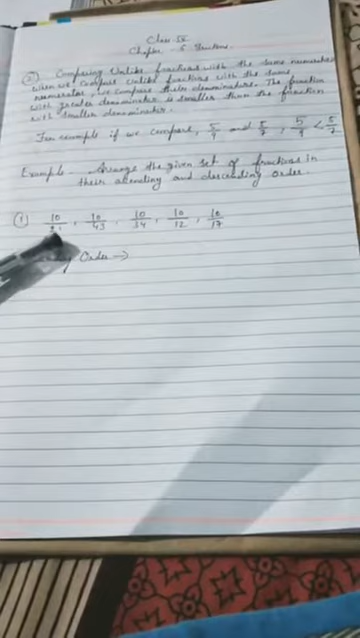 Class IV
Chapter - 5 Fractions.
② Comparing Unlike fractions with the same numerator
when we compare unlike fractions with the same
numerator, we compare their denominators. The fraction
with greater denominator is smaller than the fraction
with smaller denominator.
For example if we compare, 5/9 and 5/7, 5/9 < 5/7
Example - Arrange the given set of fractions in
their ascending and descending order.
① 10/, 10/43, 10/34, 10/12, 10/17
Order →